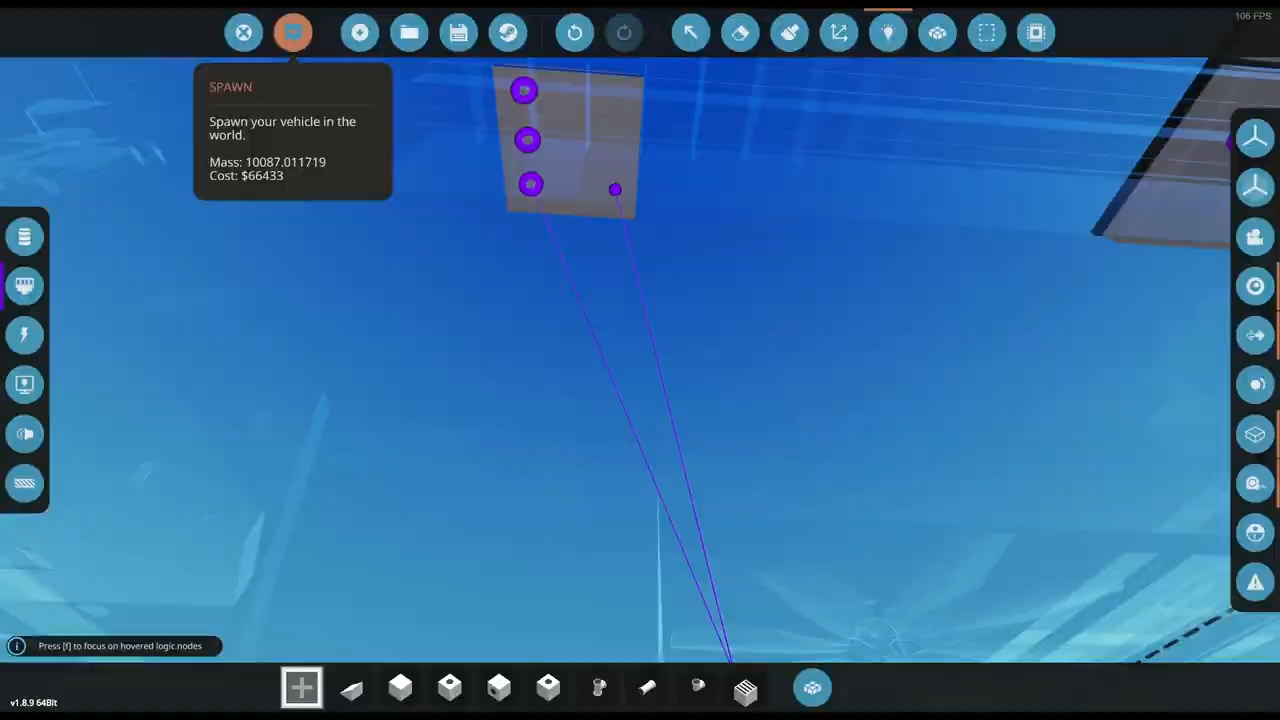 106 FPS
SPAWN
Spawn your vehicle in the
world.
Mass: 10087.011719
Cost: $66433
Press [f] to focus on hovered logic nodes
v1.8.9 64Bit